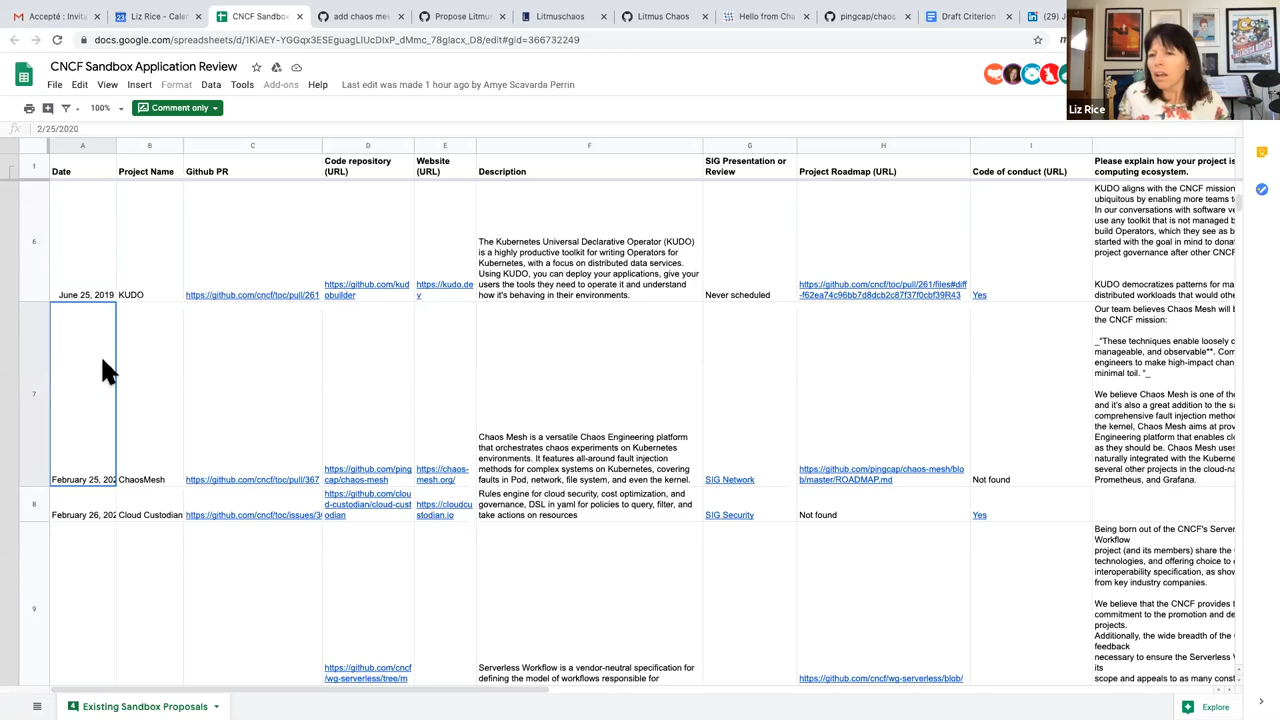 Accepté : Invita
Liz Rice - Caler
CNCF Sandbox
add chaos me
Propose Litmu
Litmuschaos
Litmus Chaos
Hello from Cha
pingcap/chaos
Draft Criterion
(29) J
docs.google.com/spreadsheets/d/1KiAEY-YGGqx3ESEguagLIUcDIxP_dMmc_78glacx_D8/edit#gid=366732249
CNCF Sandbox Application Review
File Edit View Insert Format Data Tools Add-ons Help Last edit was made 1 hour ago by Amye Scavarda Perrin
100% Comment only
Liz Rice
fx 2/25/2020
A B C D E F G H I
1
Date
Project Name
Github PR
Code repository
(URL)
Website
(URL)
Description
SIG Presentation or
Review
Project Roadmap (URL)
Code of conduct (URL)
Please explain how your project is
computing ecosystem.
6
June 25, 2019
KUDO
https://github.com/cncf/toc/pull/261
https://github.com/kud
obuilder
https://kudo.de
v
The Kubernetes Universal Declarative Operator (KUDO)
is a highly productive toolkit for writing Operators for
Kubernetes, with a focus on distributed data services.
Using KUDO, you can deploy your applications, give your
users the tools they need to operate it and understand
how it's behaving in their environments.
Never scheduled
https://github.com/cncf/toc/pull/261/files#diff
-f62ea74c96bb7d8dcb2c87f37f0cbf39R43
Yes
KUDO aligns with the CNCF mission
ubiquitous by enabling more teams t
In our conversations with software ve
use any toolkit that is not managed b
build Operators, which they see as b
started with the goal in mind to dona
project governance after other CNCF
KUDO democratizes patterns for ma
distributed workloads that would othe
7
February 25, 202
ChaosMesh
https://github.com/cncf/toc/pull/367
https://github.com/ping
cap/chaos-mesh
https://chaos-
mesh.org/
Chaos Mesh is a versatile Chaos Engineering platform
that orchestrates chaos experiments on Kubernetes
environments. It features all-around fault injection
methods for complex systems on Kubernetes, covering
faults in Pod, network, file system, and even the kernel.
SIG Network
https://github.com/pingcap/chaos-mesh/blo
b/master/ROADMAP.md
Not found
Our team believes Chaos Mesh will b
the CNCF mission:
_"These techniques enable loosely c
manageable, and observable**. Com
engineers to make high-impact chan
minimal toil. "_
We believe Chaos Mesh is one of the
and it's also a great addition to the sa
comprehensive fault injection method
the kernel, Chaos Mesh aims at prov
Engineering platform that enables clo
as they should be. Chaos Mesh uses
naturally integrated with the Kuberne
several other projects in the cloud-na
Prometheus, and Grafana.
8
February 26, 202
Cloud Custodian
https://github.com/cncf/toc/issues/3
https://github.com/clou
d-custodian/cloud-cust
odian
https://cloudcu
stodian.io
Rules engine for cloud security, cost optimization, and
governance, DSL in yaml for policies to query, filter, and
take actions on resources
SIG Security
Not found
Yes
9
https://github.com/cncf
/wg-serverless/tree/m
Serverless Workflow is a vendor-neutral specification for
defining the model of workflows responsible for
https://github.com/cncf/wg-serverless/blob/
Being born out of the CNCF's Server
Workflow
project (and its members) share the
technologies, and offering choice to
interoperability specification, as show
from key industry companies.
We believe that the CNCF provides t
commitment to the promotion and de
projects.
Additionally, the wide breadth of the
feedback
necessary to ensure the Serverless W
its
scope and appeals to as many const
4 Existing Sandbox Proposals
Explore